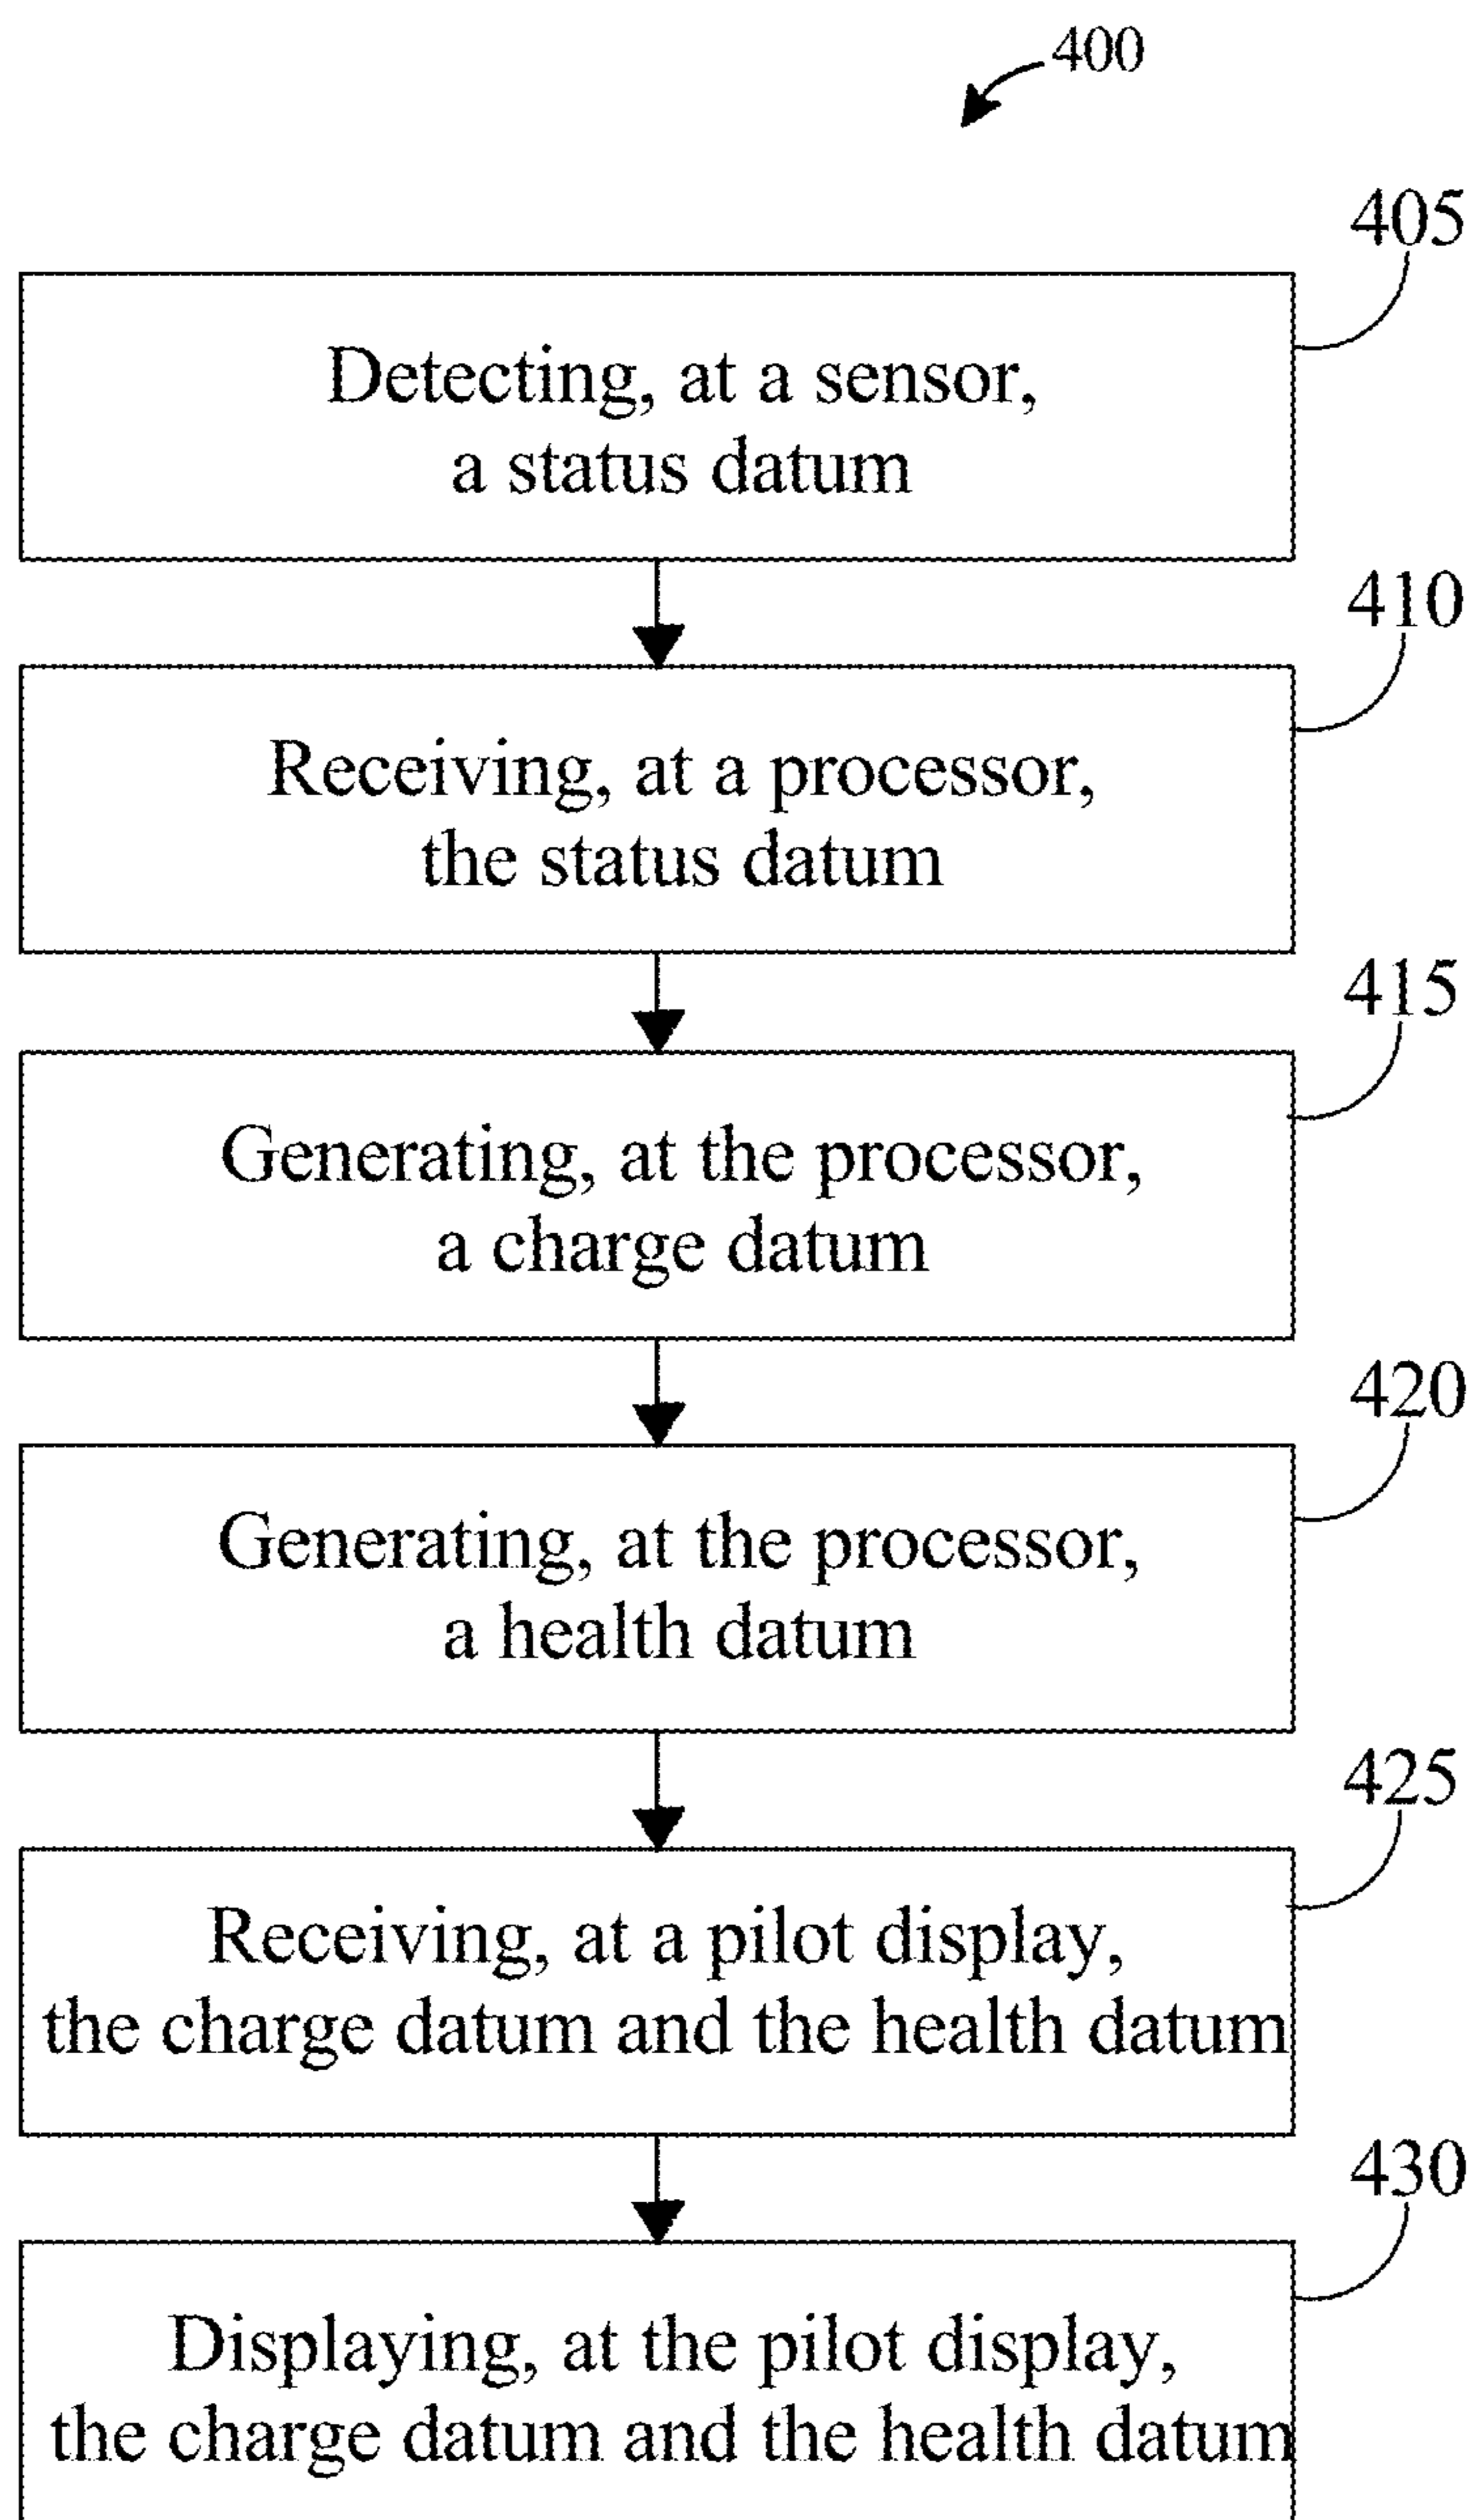 400
405
Detecting, at a sensor,
a status datum
410
Receiving, at a processor,
the status datum
415
Generating, at the processor,
a charge datum
420
Generating, at the processor,
a health datum
425
Receiving, at a pilot display,
the charge datum and the health datum
430
Displaying, at the pilot display,
the charge datum and the health datum